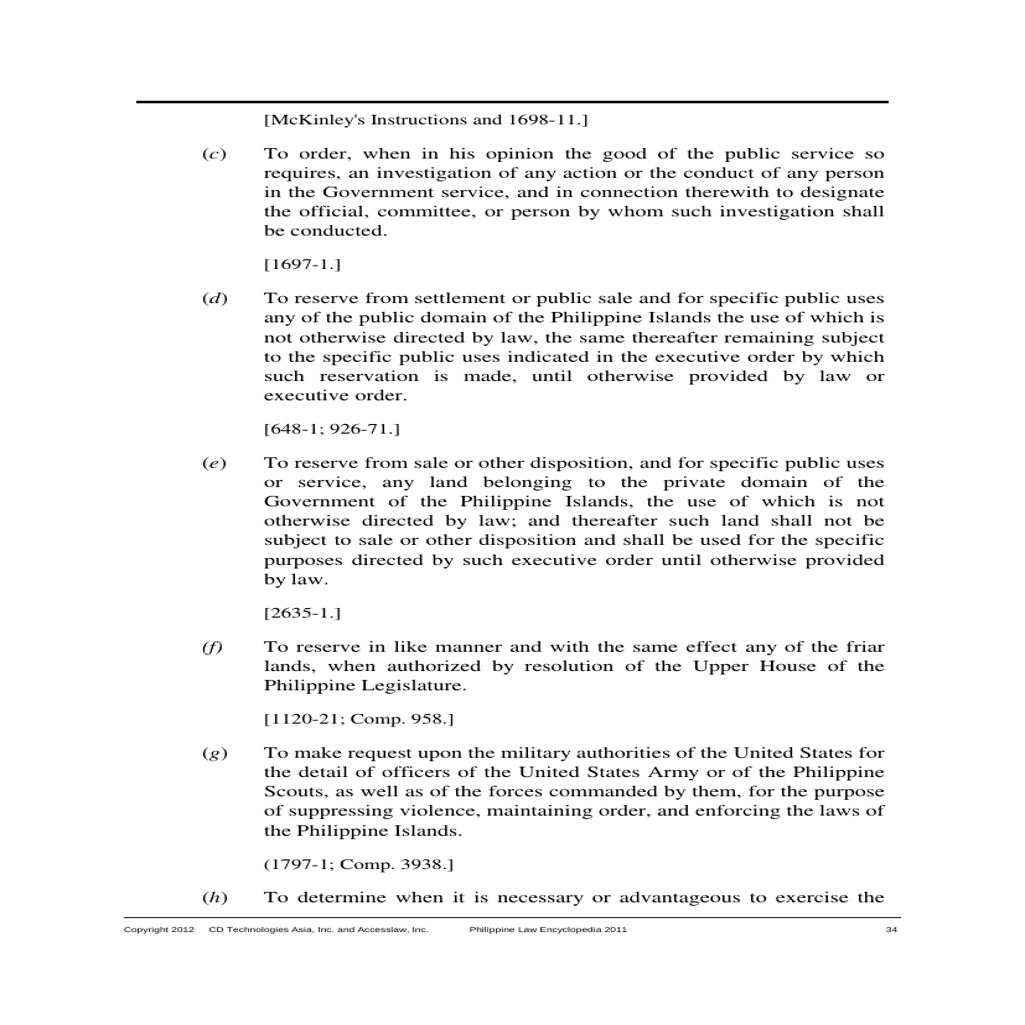 [McKinley's Instructions and 1698-11.]
(c) To order, when in his opinion the good of the public service so
requires, an investigation of any action or the conduct of any person
in the Government service, and in connection therewith to designate
the official, committee, or person by whom such investigation shall
be conducted.
[1697-1.]
(d) To reserve from settlement or public sale and for specific public uses
any of the public domain of the Philippine Islands the use of which is
not otherwise directed by law, the same thereafter remaining subject
to the specific public uses indicated in the executive order by which
such reservation is made, until otherwise provided by law or
executive order.
[648-1; 926-71.]
(e) To reserve from sale or other disposition, and for specific public uses
or service, any land belonging to the private domain of the
Government of the Philippine Islands, the use of which is not
otherwise directed by law; and thereafter such land shall not be
subject to sale or other disposition and shall be used for the specific
purposes directed by such executive order until otherwise provided
by law.
[2635-1.]
(f) To reserve in like manner and with the same effect any of the friar
lands, when authorized by resolution of the Upper House of the
Philippine Legislature.
[1120-21; Comp. 958.]
(g) To make request upon the military authorities of the United States for
the detail of officers of the United States Army or of the Philippine
Scouts, as well as of the forces commanded by them, for the purpose
of suppressing violence, maintaining order, and enforcing the laws of
the Philippine Islands.
(1797-1; Comp. 3938.]
(h) To determine when it is necessary or advantageous to exercise the
Copyright 2012 CD Technologies Asia, Inc. and Accesslaw, Inc. Philippine Law Encyclopedia 2011 34